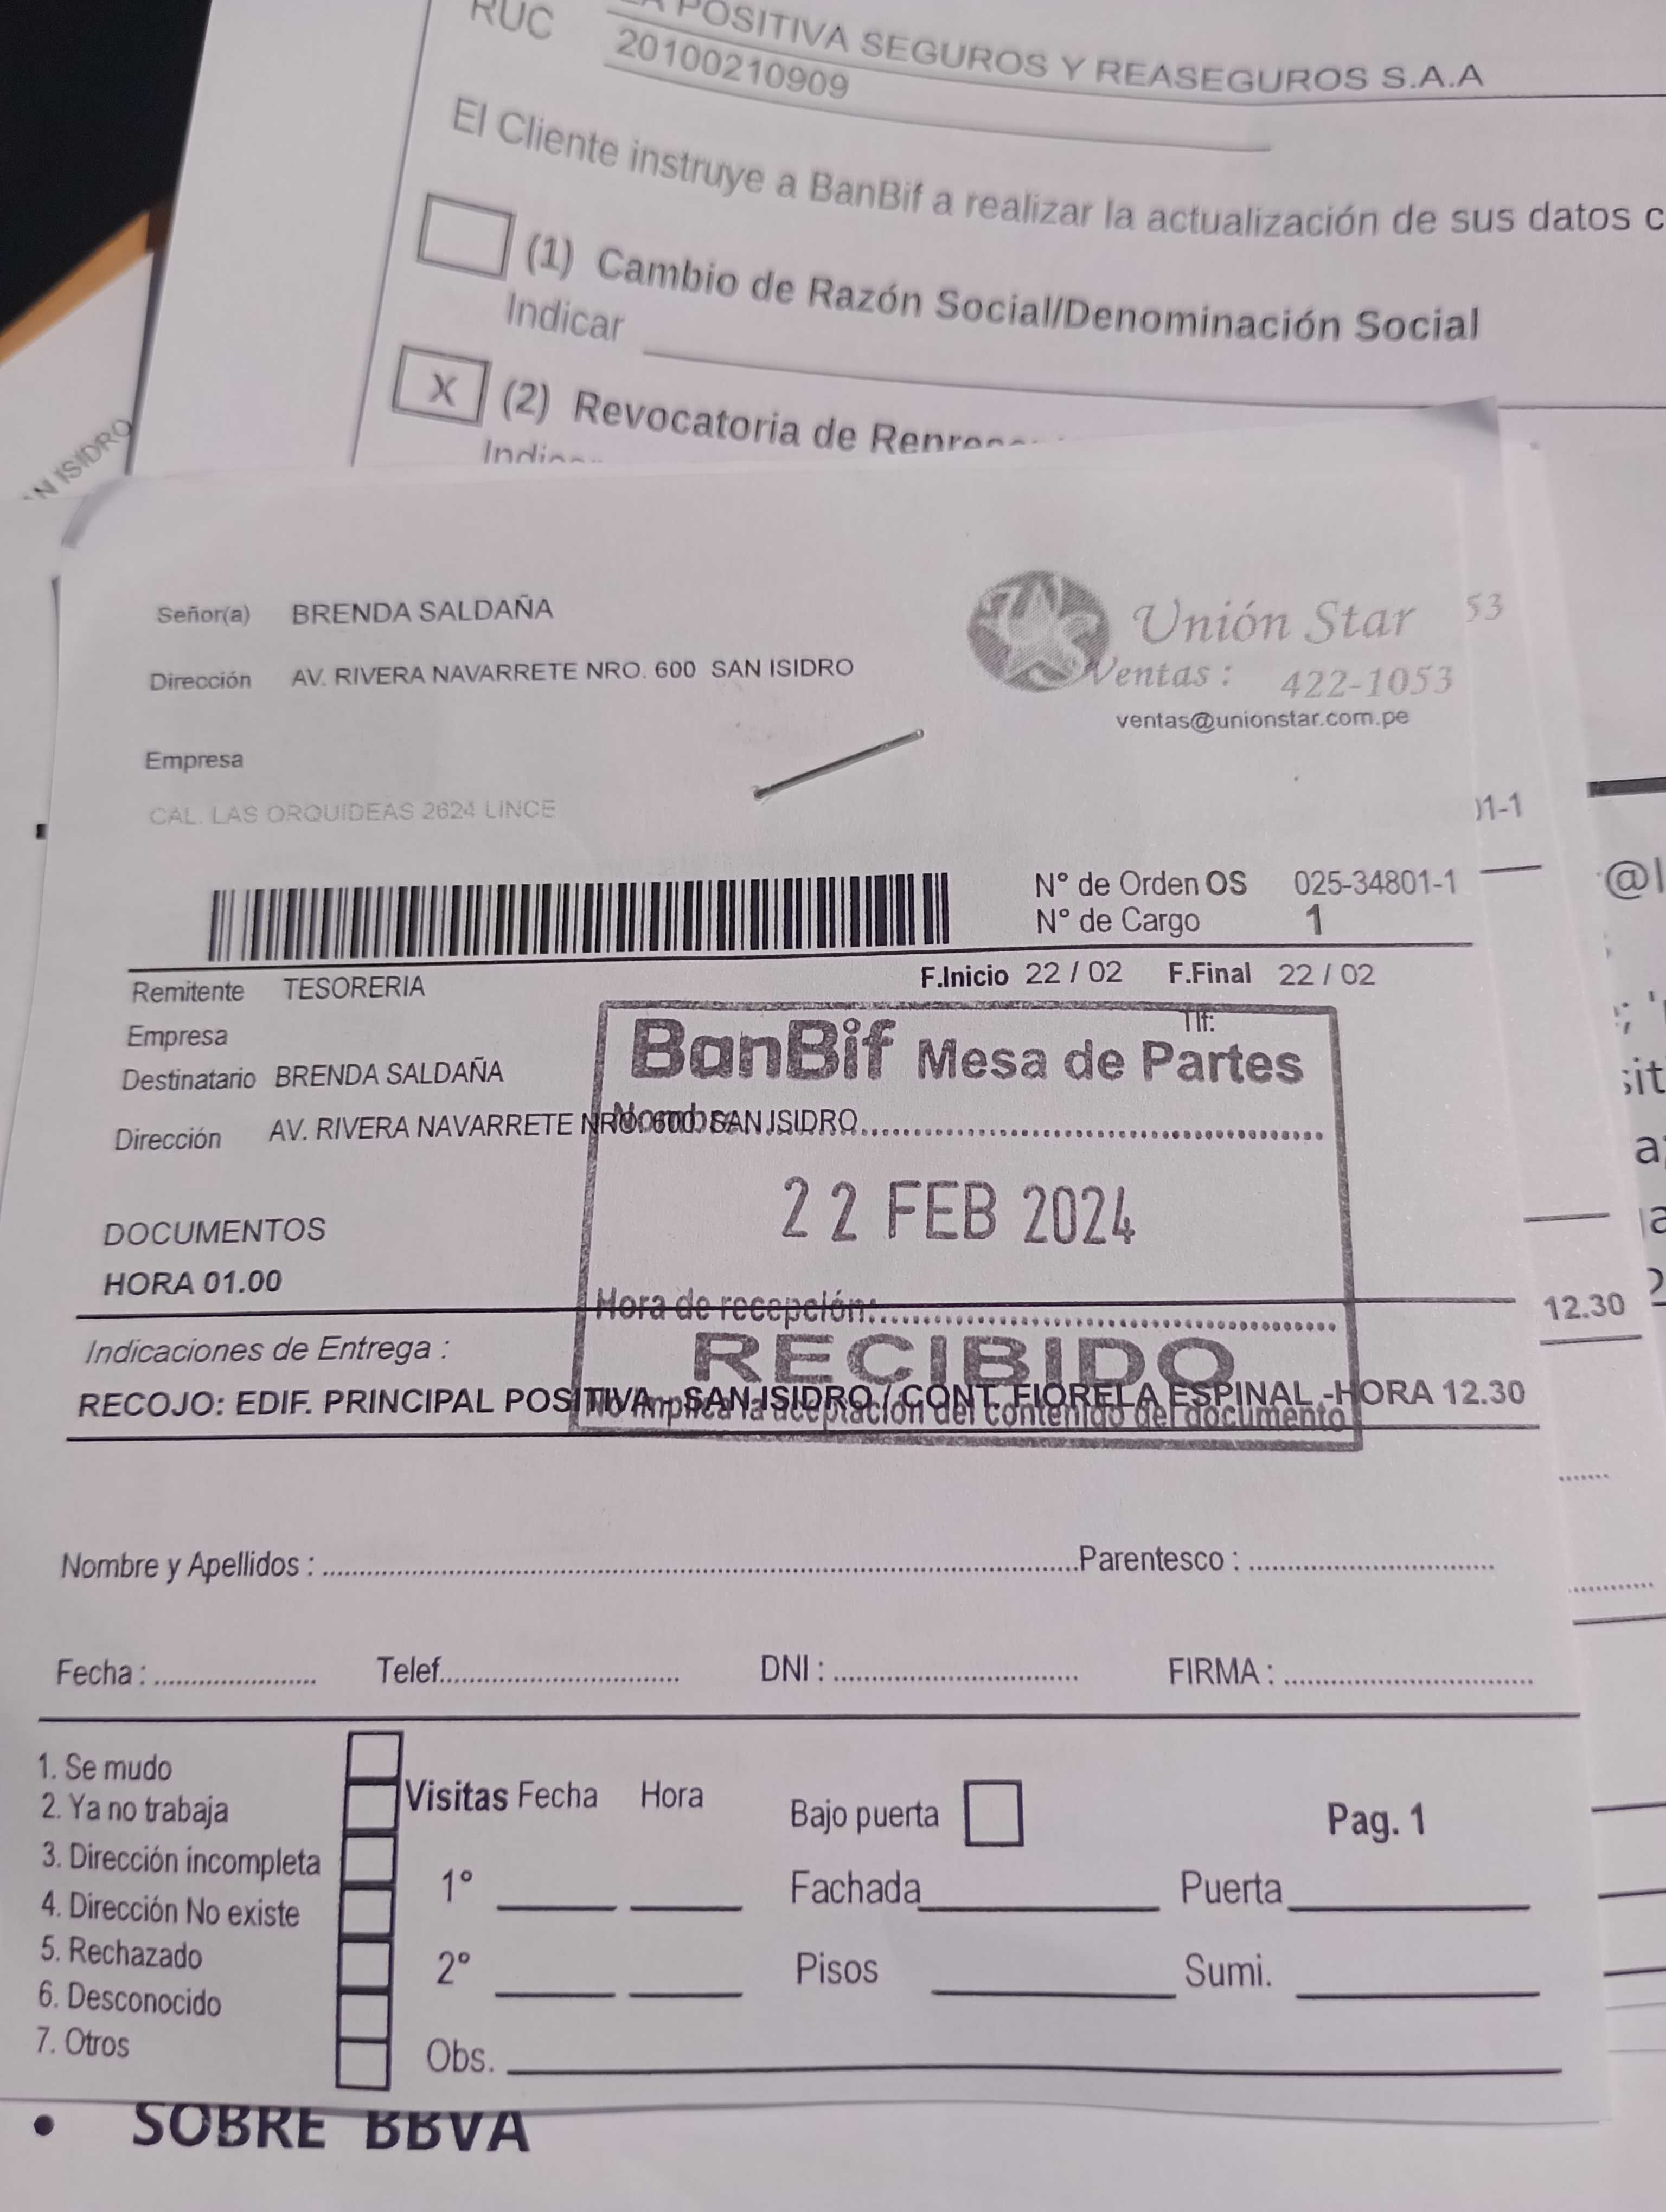 RUC POSITIVA SEGUROS Y REASEGUROS S.A.A
20100210909
El Cliente instruye a BanBif a realizar la actualización de sus datos
(1) Cambio de Razón Social/Denominación Social
Indicar
X (2) Revocatoria de
N ISIDRO
Señor(a) BRENDA SALDAÑA
Unión Star 53
Dirección AV. RIVERA NAVARRETE NRO. 600 SAN ISIDRO
Ventas : 422-1053
ventas@unionstar.com.pe
Empresa
CAL. LAS ORQUIDEAS 2624 LINCE
01-1
N° de Orden OS 025-34801-1
N° de Cargo 1
@l
Remitente TESORERIA
F.Inicio 22 / 02 F.Final 22 / 02
Empresa
Tlf:
BanBif Mesa de Partes
Destinatario BRENDA SALDAÑA
Dirección AV. RIVERA NAVARRETE NRO. 600 SAN ISIDRO
Nombre
22 FEB 2024
DOCUMENTOS
HORA 01.00
Hora de recepción:
12.30
RECIBIDO
Indicaciones de Entrega :
RECOJO: EDIF. PRINCIPAL POSITIVA - SAN ISIDRO / CONT. FIORELA ESPINAL -HORA 12.30
No implica la aceptación del contenido del documento
Nombre y Apellidos : Parentesco :
Fecha : Telef. DNI : FIRMA :
1. Se mudo
2. Ya no trabaja
3. Dirección incompleta
4. Dirección No existe
5. Rechazado
6. Desconocido
7. Otros
Visitas Fecha Hora
1°
2°
Obs.
Bajo puerta Pag. 1
Fachada Puerta
Pisos Sumi.
• SOBRE BBVA